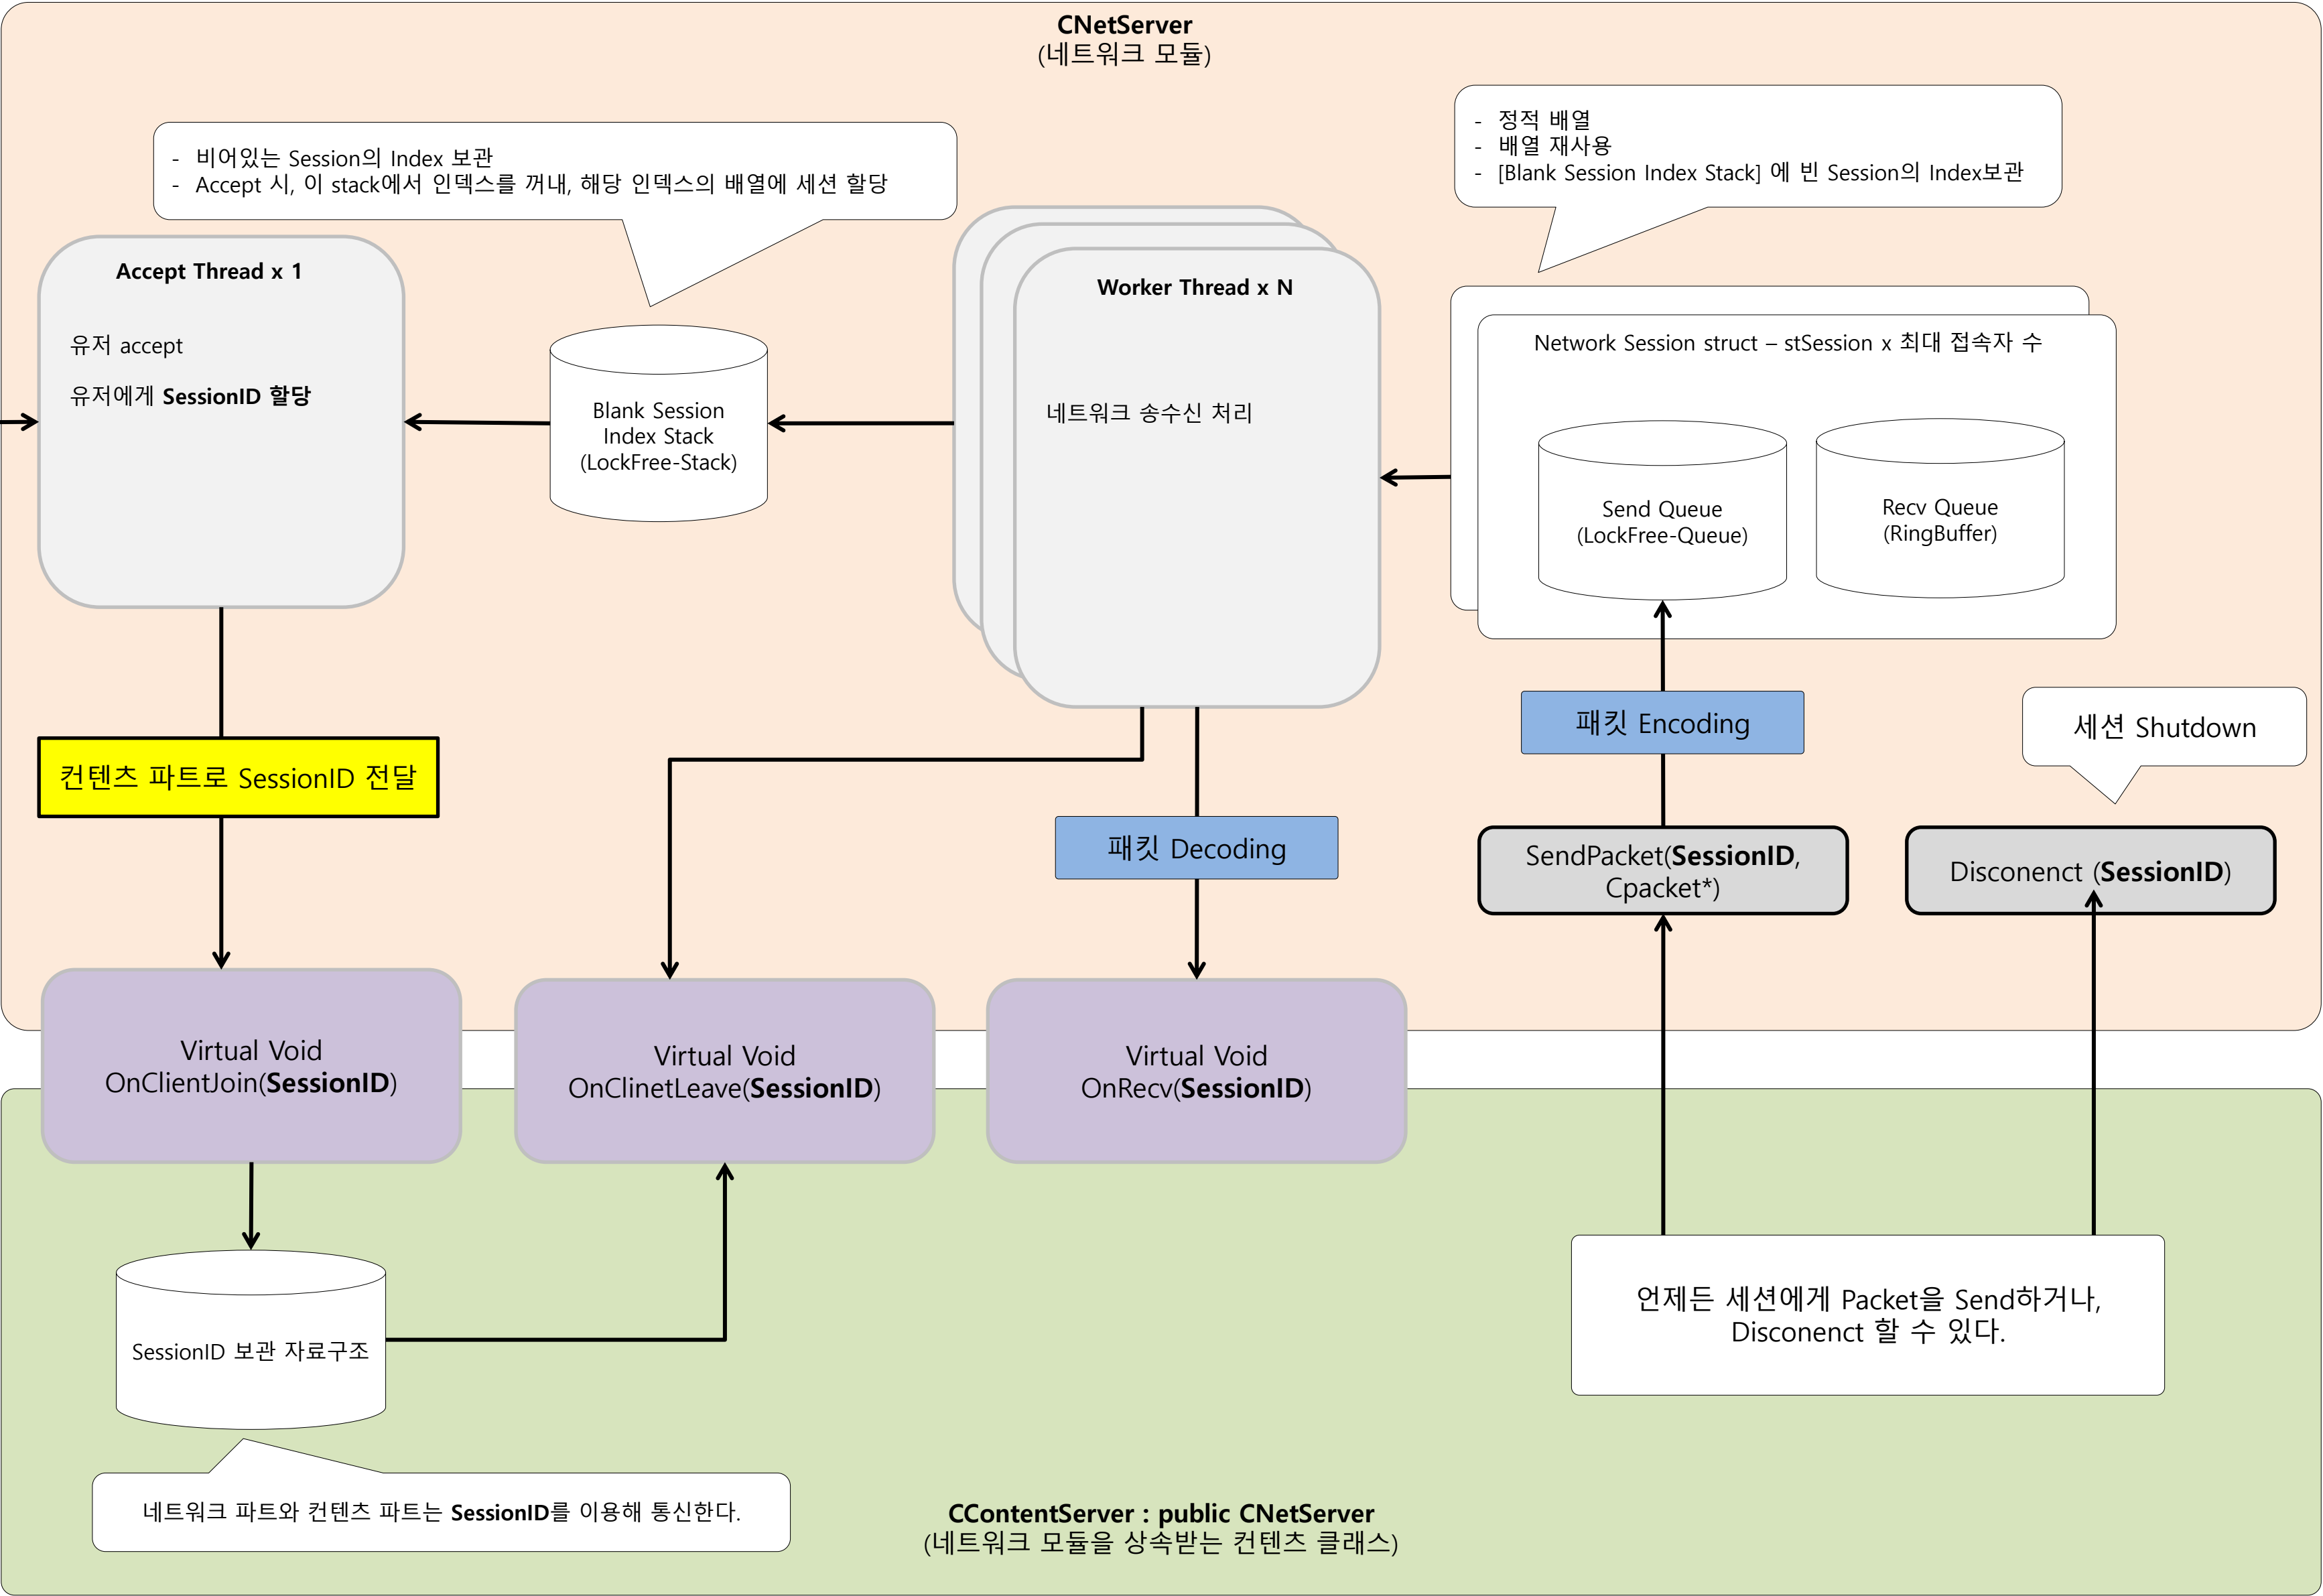 CNetServer
(네트워크 모듈)
- 비어있는 Session의 Index 보관
- Accept 시, 이 stack에서 인덱스를 꺼내, 해당 인덱스의 배열에 세션 할당
- 정적 배열
- 배열 재사용
- [Blank Session Index Stack] 에 빈 Session의 Index보관
Accept Thread x 1
유저 accept
유저에게 SessionID 할당
Blank Session
Index Stack
(LockFree-Stack)
Worker Thread x N
네트워크 송수신 처리
Network Session struct – stSession x 최대 접속자 수
Send Queue
(LockFree-Queue)
Recv Queue
(RingBuffer)
컨텐츠 파트로 SessionID 전달
패킷 Decoding
패킷 Encoding
세션 Shutdown
SendPacket(SessionID,
Cpacket*)
Disconenct (SessionID)
Virtual Void
OnClientJoin(SessionID)
Virtual Void
OnClinetLeave(SessionID)
Virtual Void
OnRecv(SessionID)
SessionID 보관 자료구조
언제든 세션에게 Packet을 Send하거나,
Disconenct 할 수 있다.
네트워크 파트와 컨텐츠 파트는 SessionID를 이용해 통신한다.
CContentServer : public CNetServer
(네트워크 모듈을 상속받는 컨텐츠 클래스)